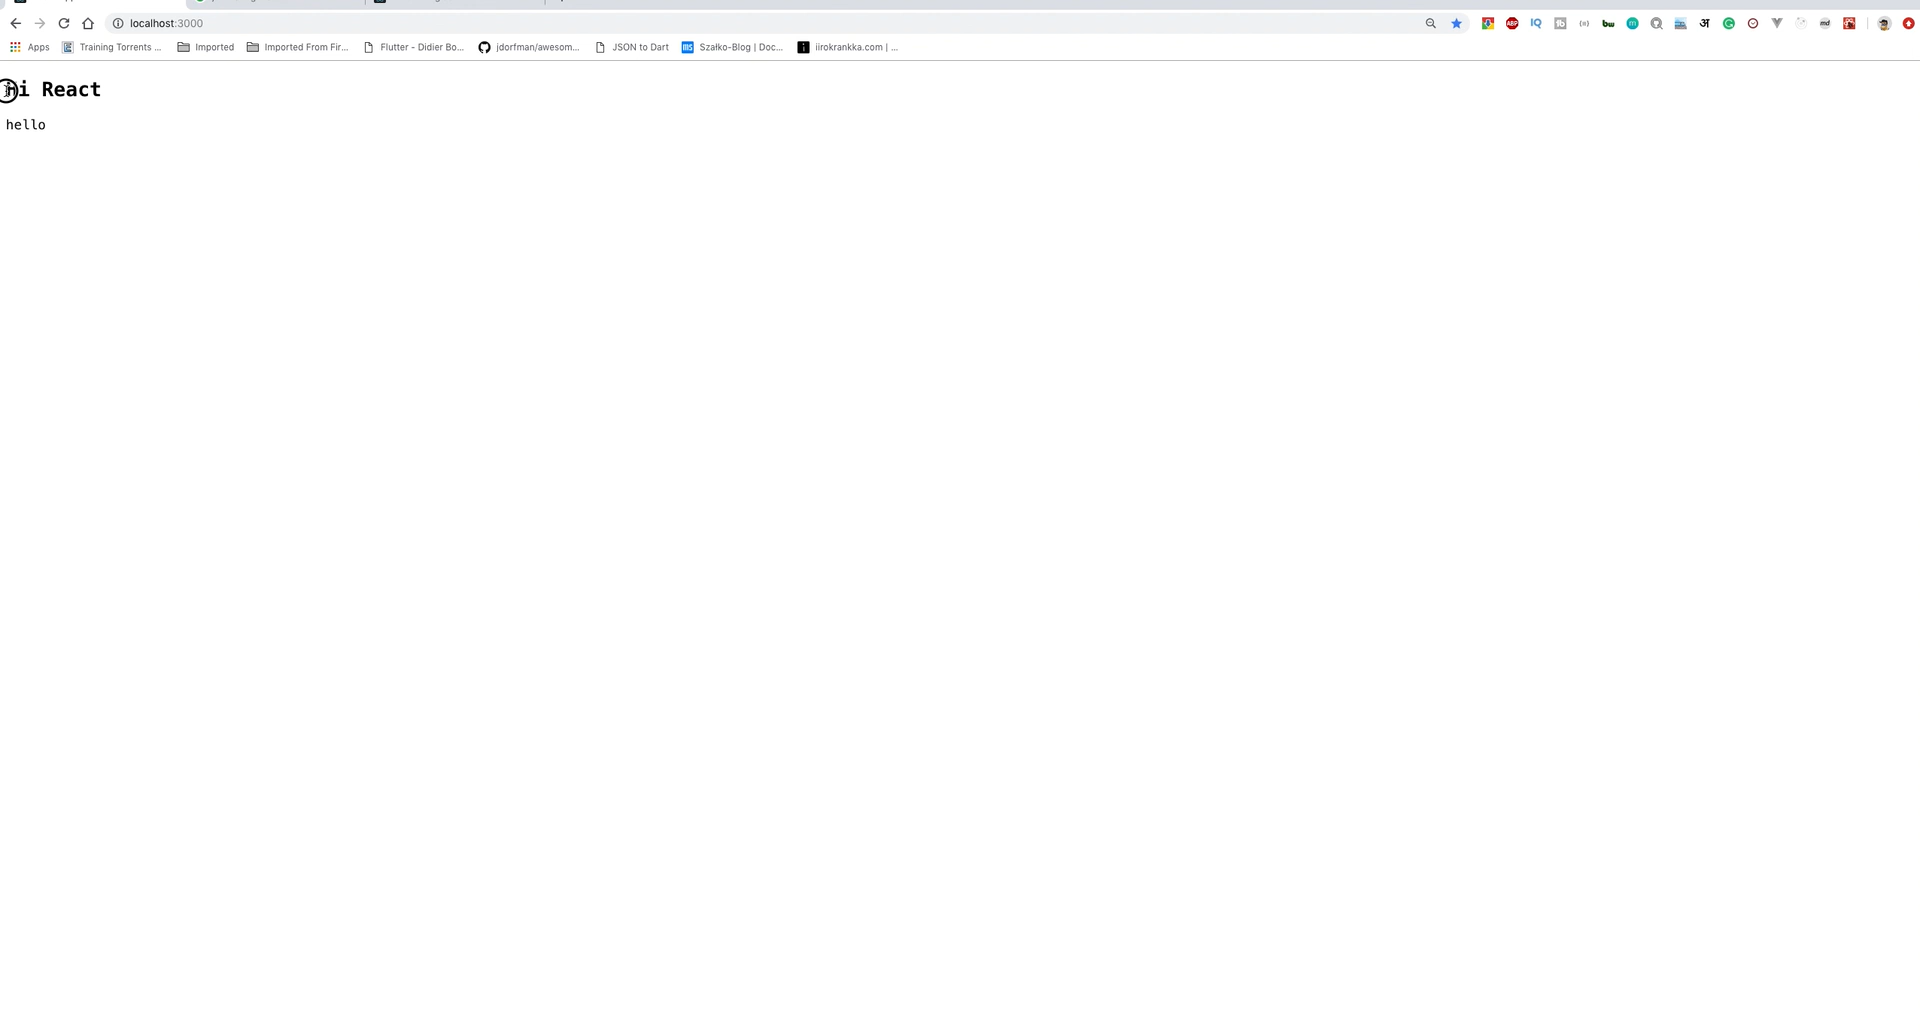 localhost:3000
Apps Training Torrents ... Imported Imported From Fir... Flutter - Didier Bo... jdorfman/awesom... JSON to Dart Szałko-Blog | Doc... iirokrankka.com | ...
Hi React
hello